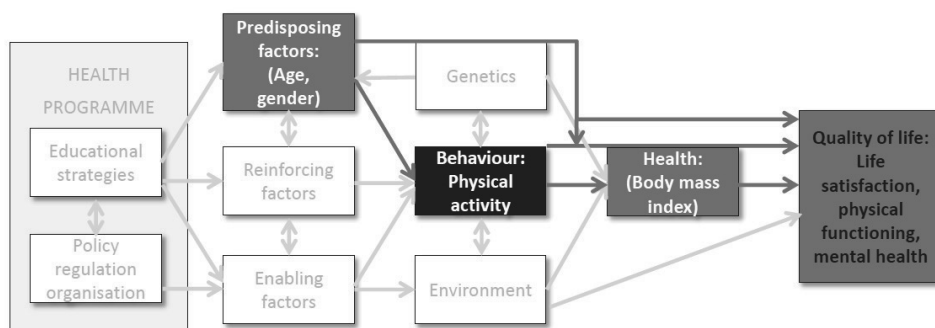 HEALTH
PROGRAMME
Educational
strategies
Policy
regulation
organisation
Predisposing
factors:
(Age,
gender)
Reinforcing
factors
Enabling
factors
Genetics
Behaviour:
Physical
activity
Environment
Health:
(Body mass
index)
Quality of life:
Life
satisfaction,
physical
functioning,
mental health